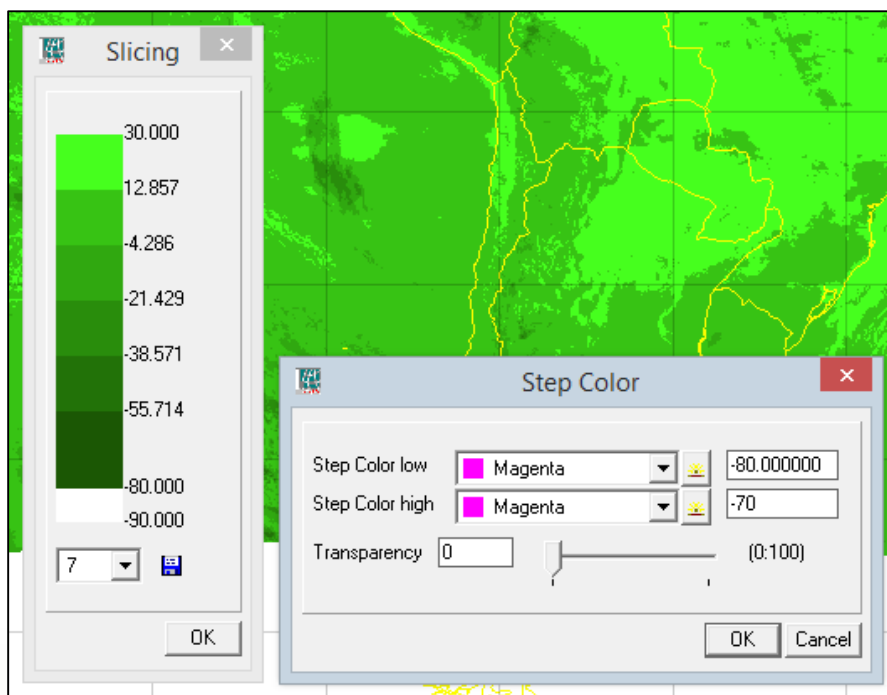 Slicing
30.000
12.857
-4.286
-21.429
-38.571
-55.714
-80.000
-90.000
7
OK
Step Color
Step Color low Magenta -80.000000
Step Color high Magenta -70
Transparency 0 (0:100)
OK Cancel